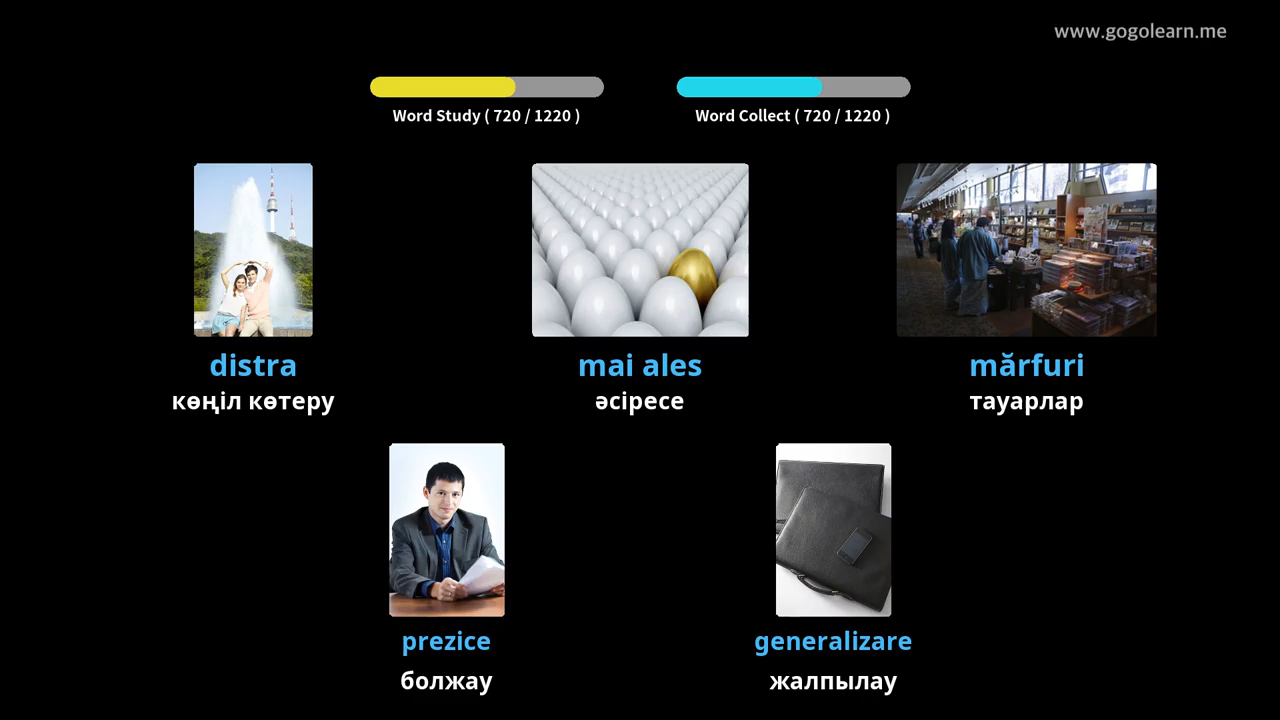 www.gogolearn.me
Word Study ( 720 / 1220 )
Word Collect ( 720 / 1220 )
distra
көңіл көтеру
mai ales
әсіресе
mărfuri
тауарлар
prezice
болжау
generalizare
жалпылау